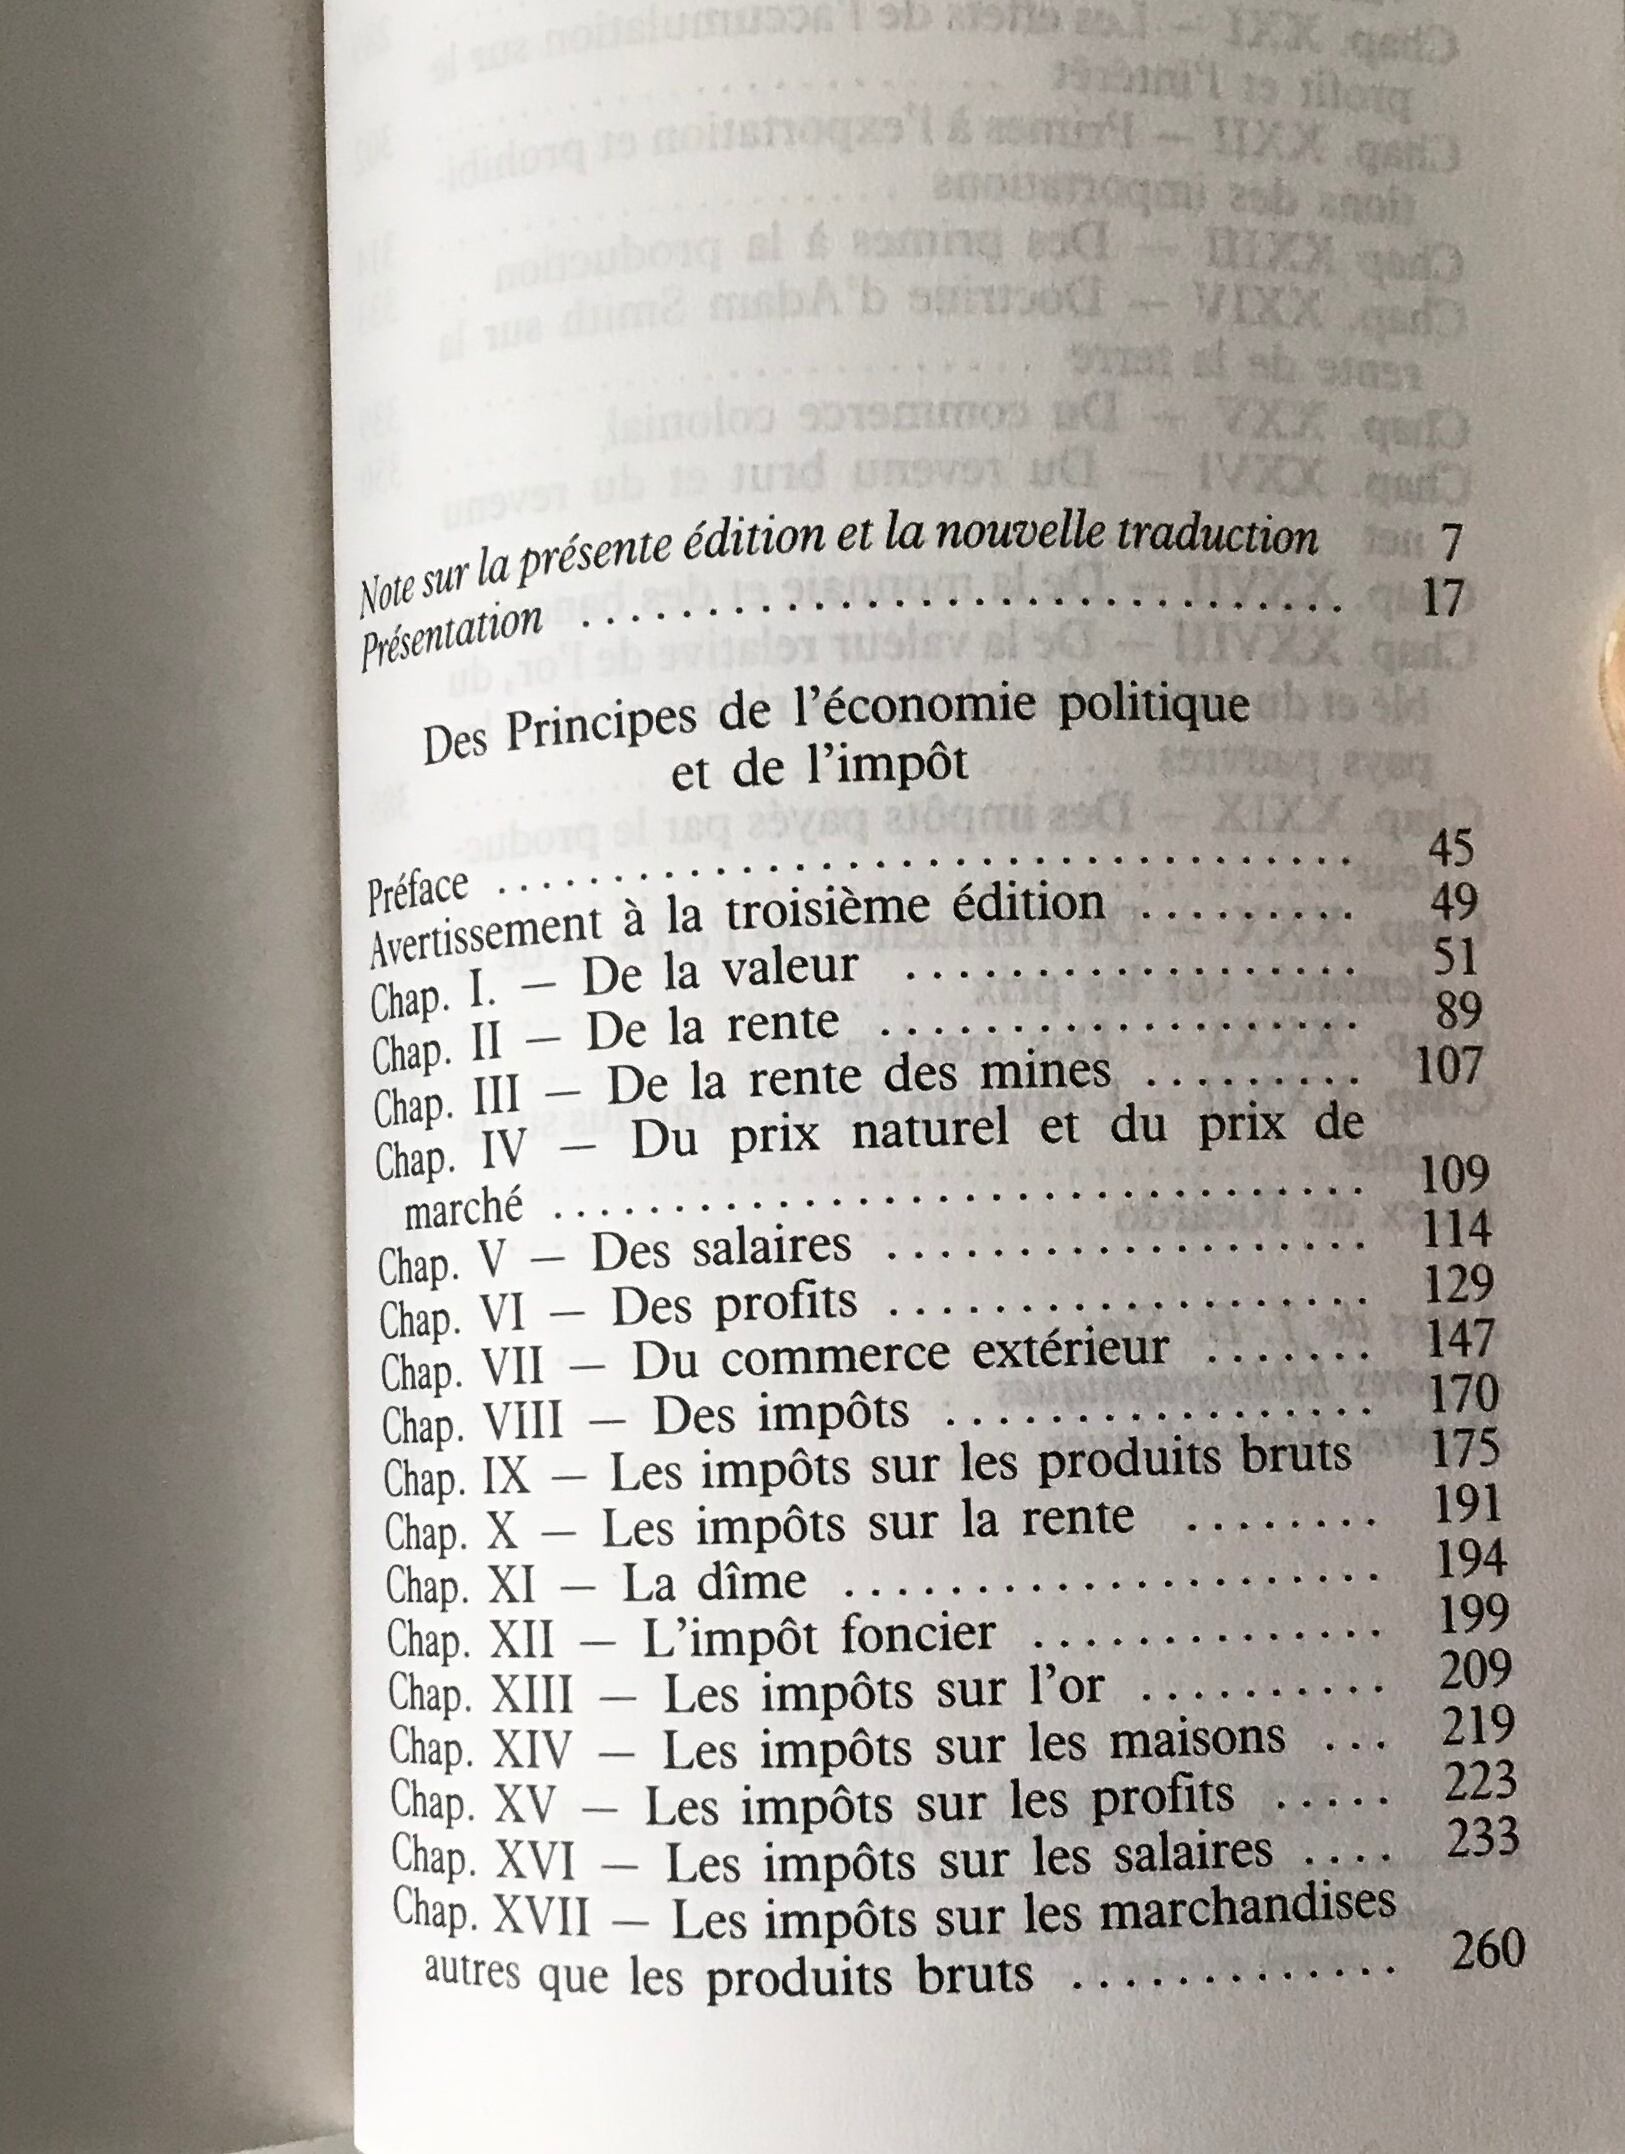 Note sur la présente édition et la nouvelle traduction 7
Présentation ............................. 17
Des Principes de l'économie politique
et de l'impôt
Préface ................................. 45
Avertissement à la troisième édition ......... 49
Chap. I. — De la valeur .................. 51
Chap. II — De la rente ................... 89
Chap. III — De la rente des mines ......... 107
Chap. IV — Du prix naturel et du prix de
marché ............................... 109
Chap. V — Des salaires ................... 114
Chap. VI — Des profits ................... 129
Chap. VII — Du commerce extérieur ....... 147
Chap. VIII — Des impôts ................. 170
Chap. IX — Les impôts sur les produits bruts 175
Chap. X — Les impôts sur la rente ........ 191
Chap. XI — La dîme ..................... 194
Chap. XII — L'impôt foncier .............. 199
Chap. XIII — Les impôts sur l'or .......... 209
Chap. XIV — Les impôts sur les maisons ... 219
Chap. XV — Les impôts sur les profits ..... 223
Chap. XVI — Les impôts sur les salaires .... 233
Chap. XVII — Les impôts sur les marchandises
autres que les produits bruts ............. 260